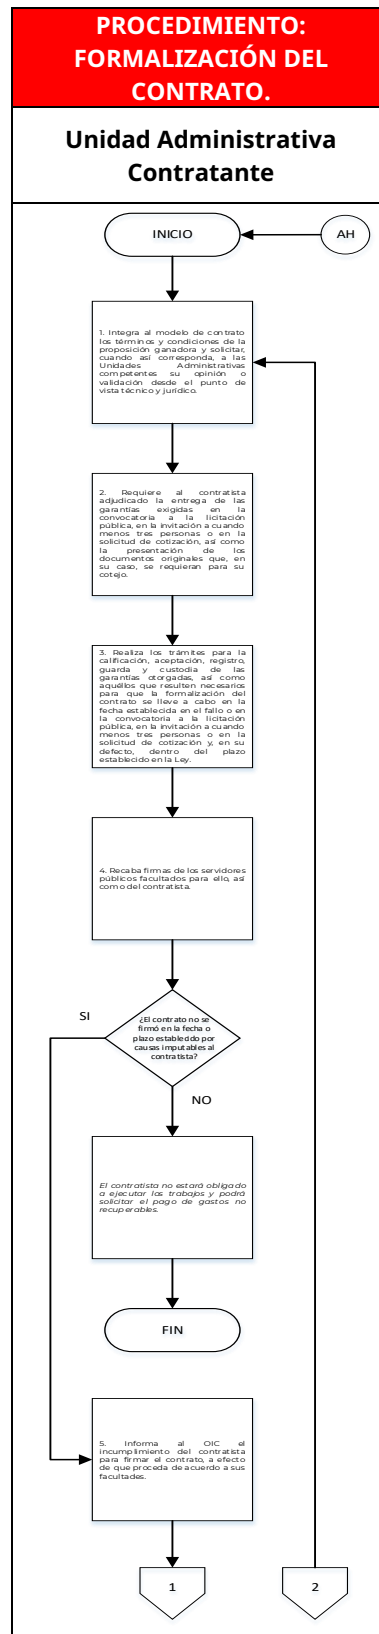 PROCEDIMIENTO:
FORMALIZACIÓN DEL
CONTRATO.
Unidad Administrativa
Contratante
INICIO
AH
1. Integra al modelo de contrato
los términos y condiciones de la
proposición ganadora y solicitar,
cuando así corresponda, a las
Unidades Administrativas
competentes su opinión o
validación desde el punto de
vista técnico y jurídico.
2. Requiere al contratista
adjudicado la entrega de las
garantías exigidas en la
convocatoria a la licitación
pública, en la invitación a cuando
menos tres personas o en la
solicitud de cotización, así como
la presentación de los
documentos originales que, en
su caso, se requieran para su
cotejo.
3. Realiza los trámites para la
calificación, aceptación, registro,
guarda y custodia de las
garantías otorgadas, así como
aquéllos que resulten necesarios
para que la formalización del
contrato se lleve a cabo en la
fecha establecida en el fallo o en
la convocatoria a la licitación
pública, en la invitación a cuando
menos tres personas o en la
solicitud de cotización y, en su
defecto, dentro del plazo
establecido en la Ley.
4. Recaba firmas de los servidores
públicos facultados para ello, así
como del contratista.
SI
¿El contrato no se
firmó en la fecha o
plazo establecido por
causas imputables al
contratista?
NO
El contratista no estará obligado
a ejecutar los trabajos y podrá
solicitar el pago de gastos no
recuperables.
FIN
5. Informa al OIC el
incumplimiento del contratista
para firmar el contrato, a efecto
de que proceda de acuerdo a sus
facultades.
1
2